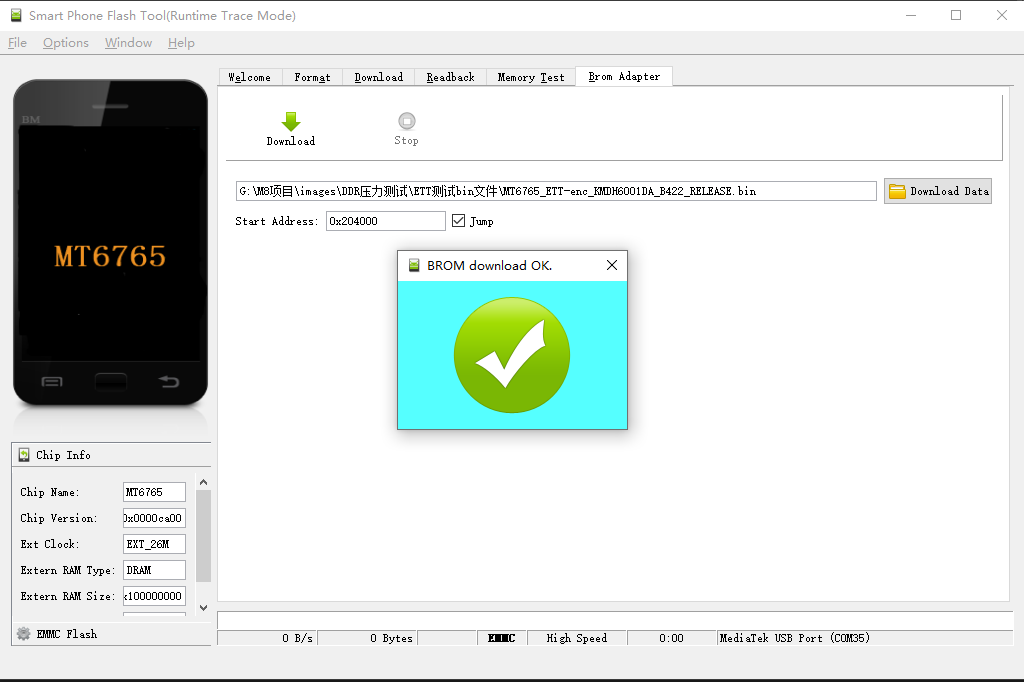 Smart Phone Flash Tool(Runtime Trace Mode)
File Options Window Help
Welcome Format Download Readback Memory Test Brom Adapter
BM
Download Stop
G:\M8项目\images\DDR压力测试\ETT测试bin文件\MT6765_ETT-enc_KMDH6001DA_B422_RELEASE.bin Download Data
Start Address: 0x204000 Jump
MT6765
BROM download OK.
Chip Info
Chip Name: MT6765
Chip Version: 0x0000ca00
Ext Clock: EXT_26M
Extern RAM Type: DRAM
Extern RAM Size: x100000000
EMMC Flash
0 B/s 0 Bytes EMMC High Speed 0:00 MediaTek USB Port (COM35)